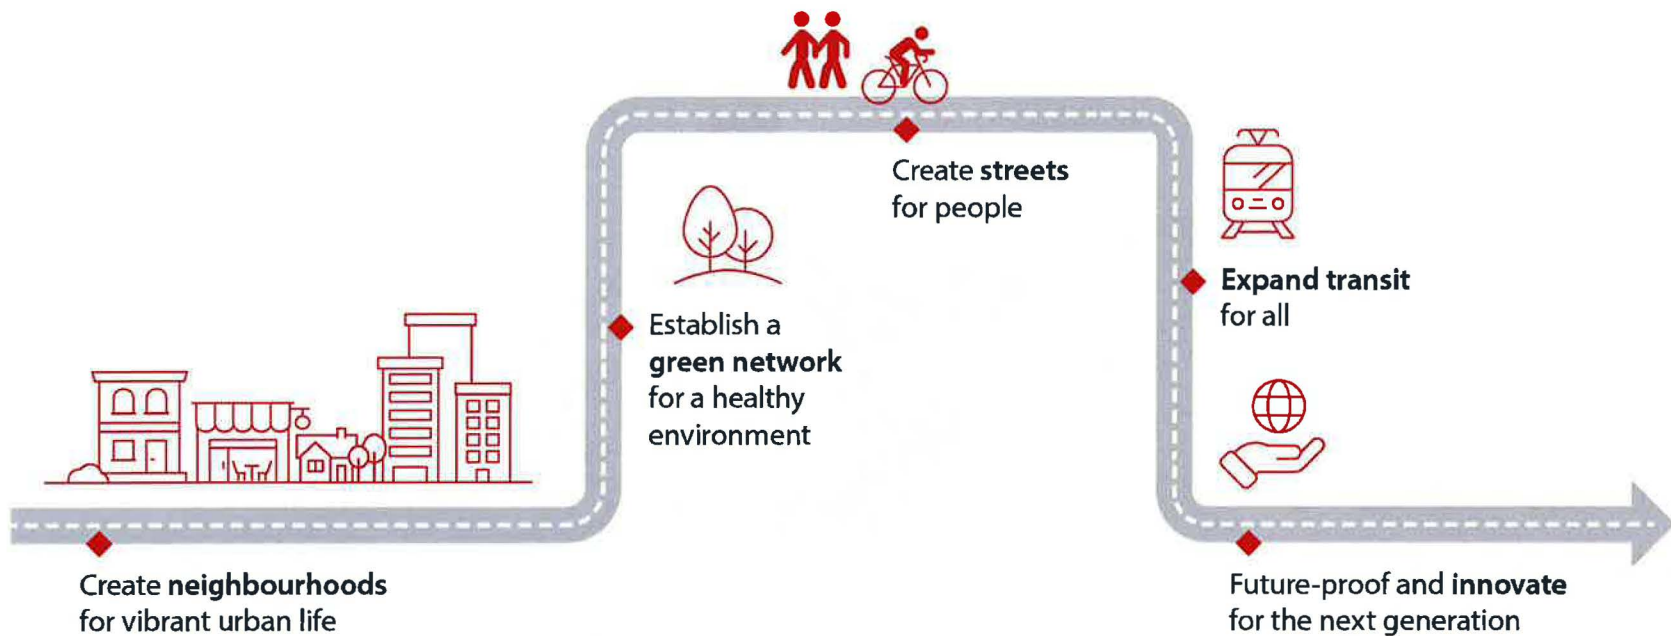 Create neighbourhoods
for vibrant urban life
Establish a
green network
for a healthy
environment
Create streets
for people
Expand transit
for all
Future-proof and innovate
for the next generation